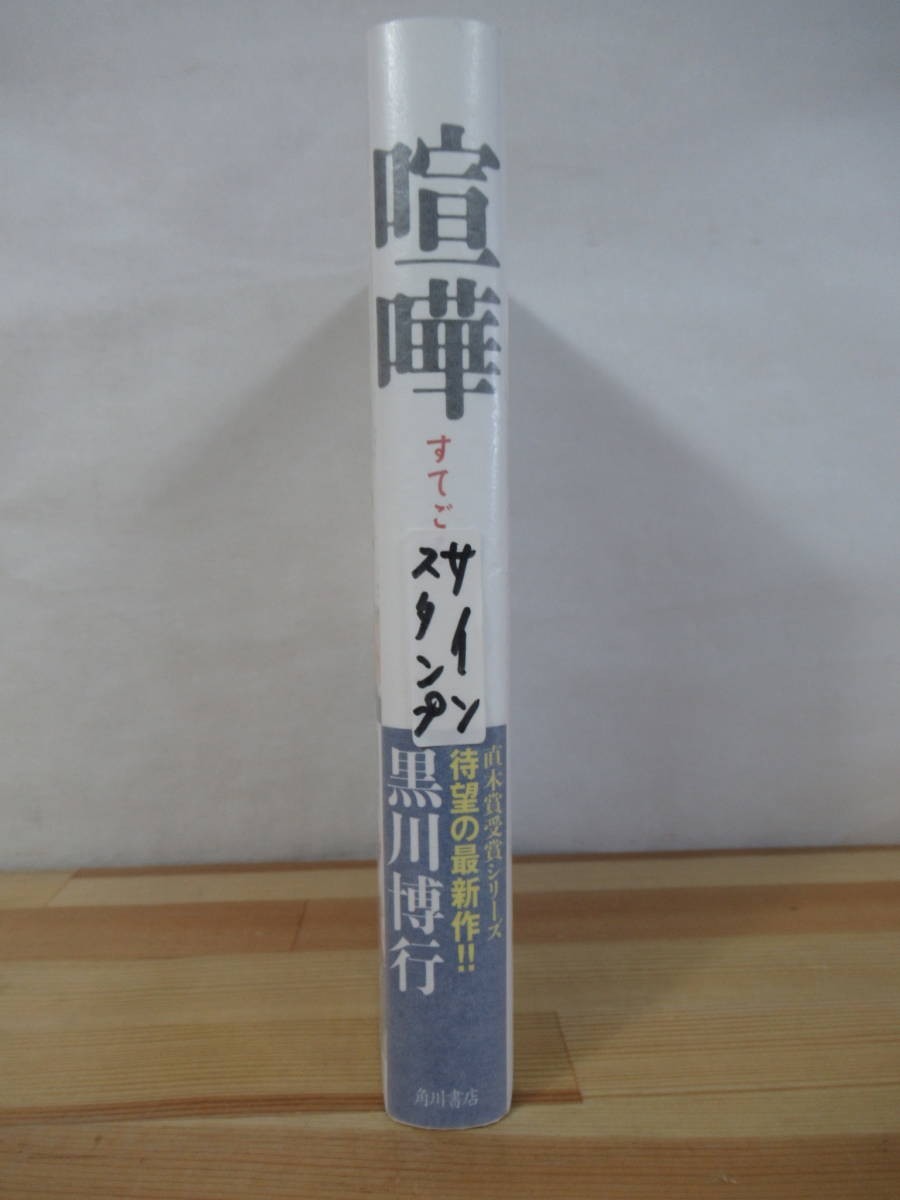 喧嘩
すてご
サイン
スタンプ
直木賞受賞シリーズ
待望の最新作!!
黒川博行
角川書店